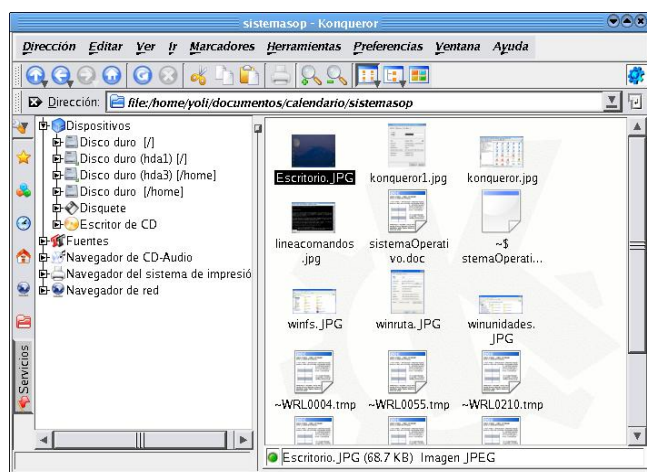 sistemasop - Konqueror
Dirección Editar Ver Ir Marcadores Herramientas Preferencias Ventana Ayuda
Dirección: file:/home/yoli/documentos/calendario/sistemasop
Servicios
Dispositivos
Disco duro [/]
Disco duro (hda1) [/]
Disco duro (hda3) [/home]
Disco duro [/home]
Disquete
Escritor de CD
Fuentes
Navegador de CD-Audio
Navegador del sistema de impresió
Navegador de red
Escritorio.JPG konqueror1.jpg konqueror.jpg
lineacomandos
.jpg
sistemaOperati
vo.doc
~$
stemaOperati...
winfs.JPG winruta.JPG winunidades.
JPG
~WRL0004.tmp ~WRL0055.tmp ~WRL0210.tmp
Escritorio.JPG (68.7 KB) Imagen JPEG